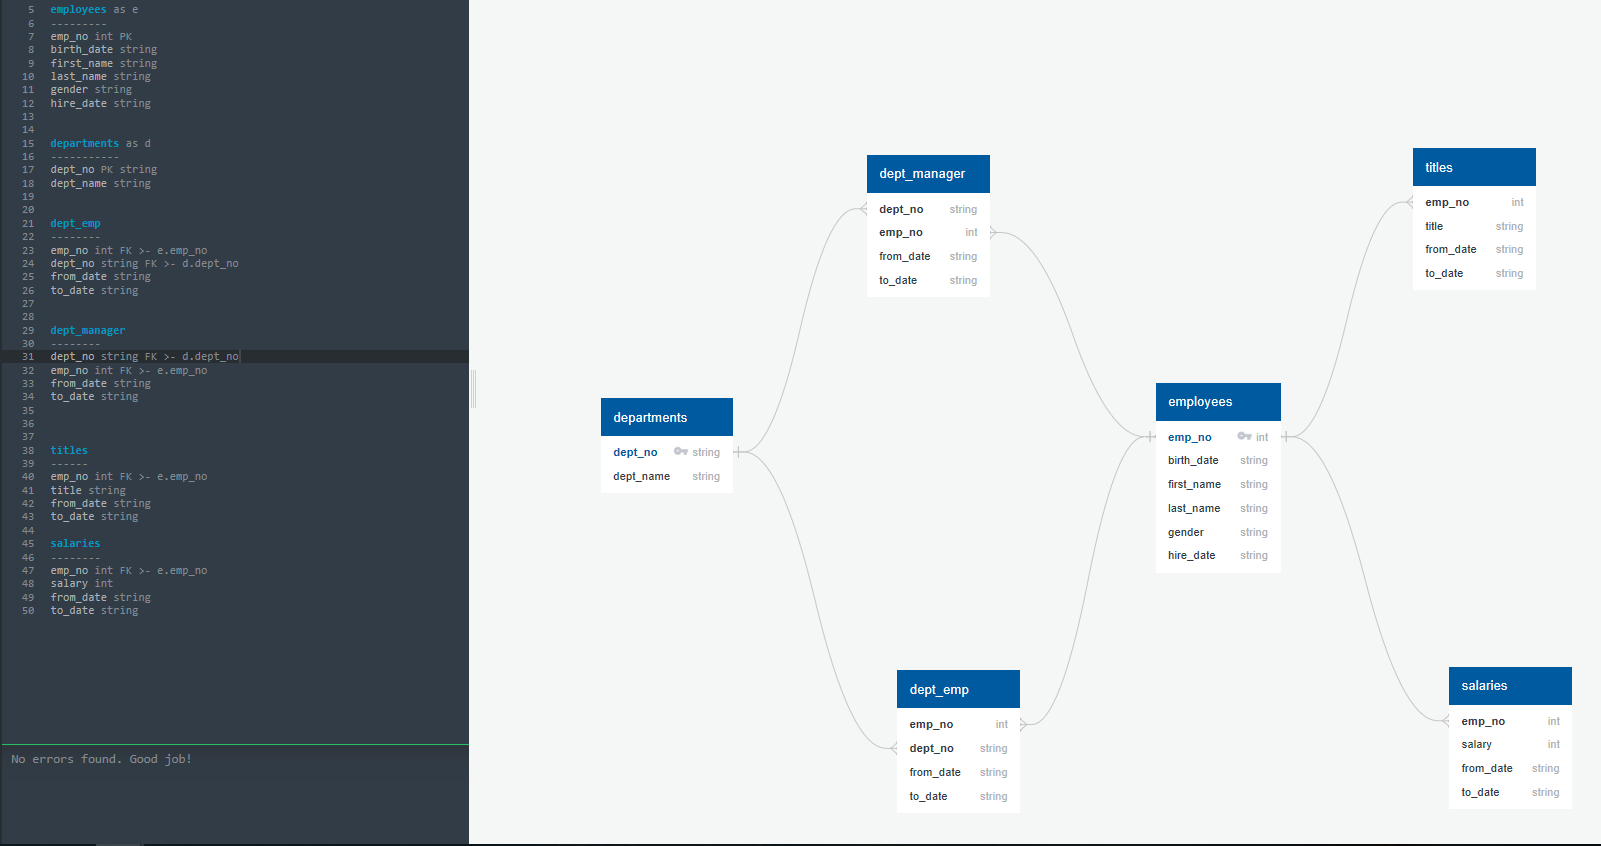 5 employees as e
6 ---------
7 emp_no int PK
8 birth_date string
9 first_name string
10 last_name string
11 gender string
12 hire_date string
13
14
15 departments as d
16 -----------
17 dept_no PK string
18 dept_name string
19
20
21 dept_emp
22 --------
23 emp_no int FK >- e.emp_no
24 dept_no string FK >- d.dept_no
25 from_date string
26 to_date string
27
28
29 dept_manager
30 --------
31 dept_no string FK >- d.dept_no
32 emp_no int FK >- e.emp_no
33 from_date string
34 to_date string
35
36
37
38 titles
39 ------
40 emp_no int FK >- e.emp_no
41 title string
42 from_date string
43 to_date string
44
45 salaries
46 --------
47 emp_no int FK >- e.emp_no
48 salary int
49 from_date string
50 to_date string
No errors found. Good job!
dept_manager
dept_no string
emp_no int
from_date string
to_date string
titles
emp_no int
title string
from_date string
to_date string
departments
dept_no string
dept_name string
employees
emp_no int
birth_date string
first_name string
last_name string
gender string
hire_date string
dept_emp
emp_no int
dept_no string
from_date string
to_date string
salaries
emp_no int
salary int
from_date string
to_date string